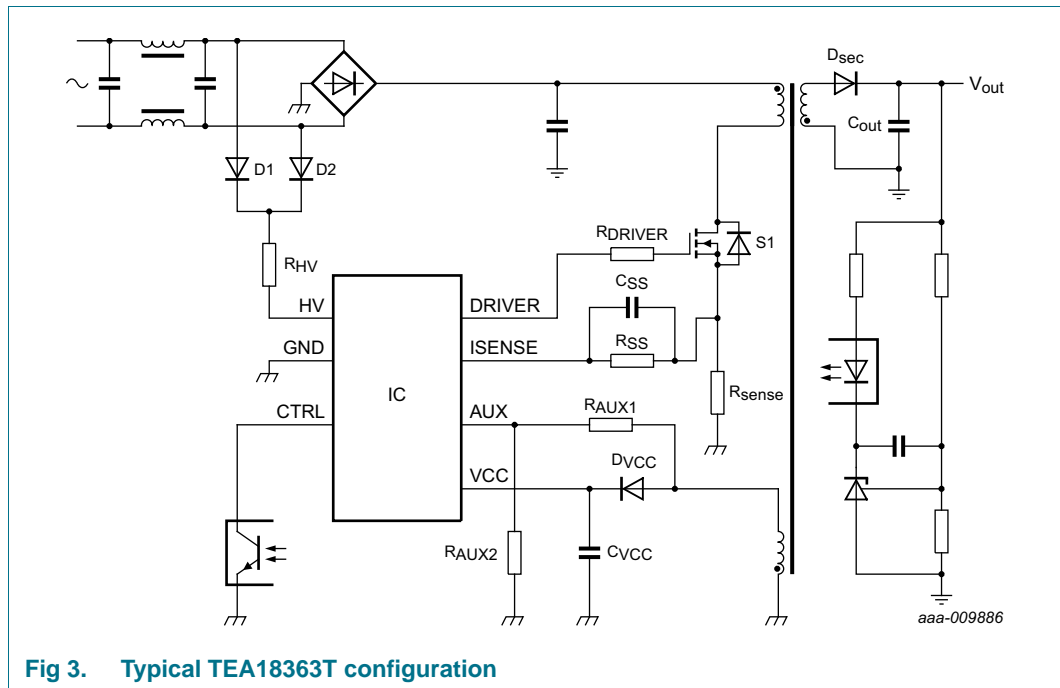 Dsec
Vout
Cout
D1
D2
RDRIVER
S1
RHV
CSS
HV
DRIVER
RSS
GND
ISENSE
IC
Rsense
CTRL
AUX
RAUX1
DVCC
VCC
RAUX2
CVCC
aaa-009886
Fig 3. Typical TEA18363T configuration